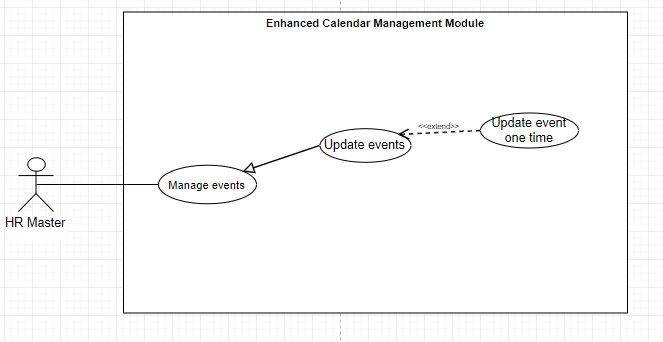 Enhanced Calendar Management Module
<<extend>>
Update event
one time
Update events
Manage events
HR Master